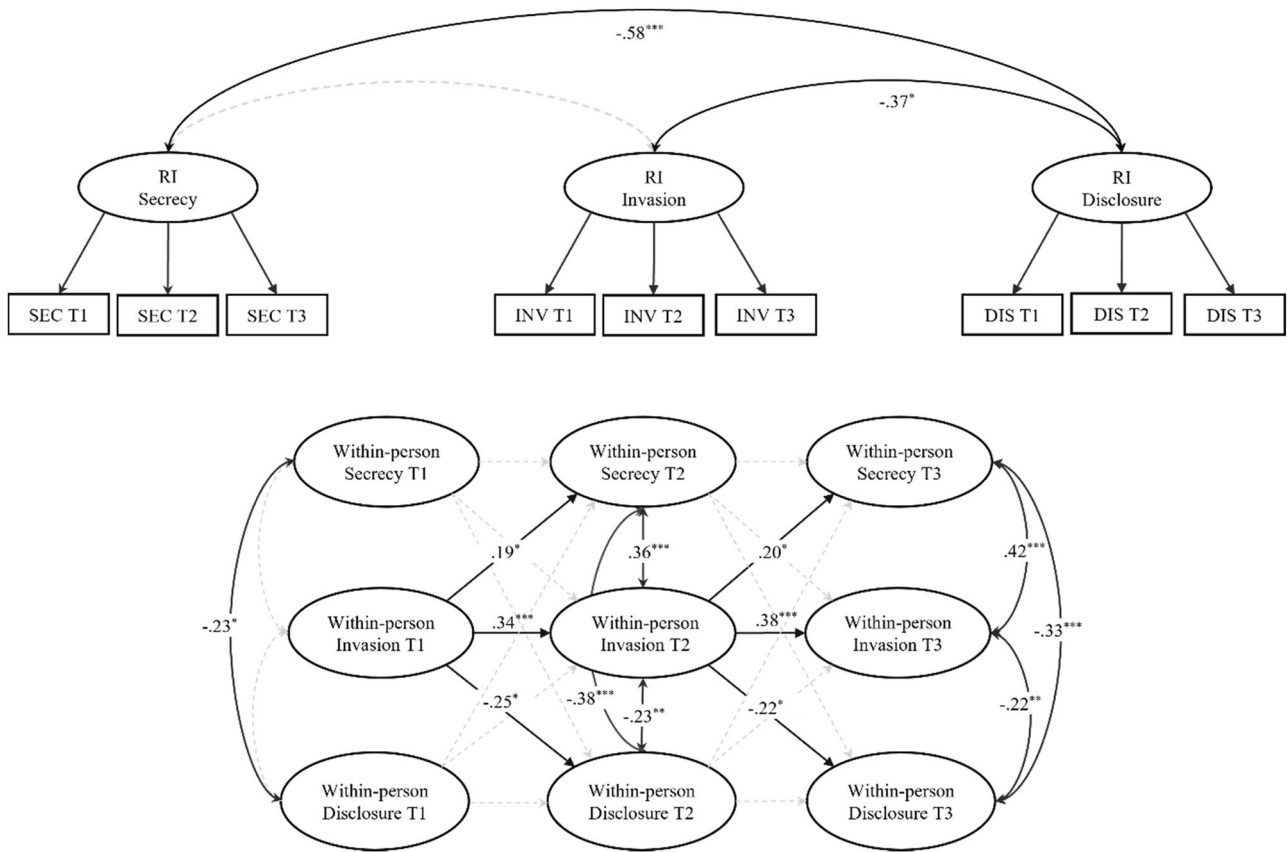 -.58***
-.37*
RI
Secrecy
RI
Invasion
RI
Disclosure
SEC T1
SEC T2
SEC T3
INV T1
INV T2
INV T3
DIS T1
DIS T2
DIS T3
Within-person
Secrecy T1
Within-person
Secrecy T2
Within-person
Secrecy T3
.19*
.36***
.20*
.42***
-.23*
Within-person
Invasion T1
.34***
Within-person
Invasion T2
.38***
Within-person
Invasion T3
-.33***
-.25*
-.38***
-.23**
-.22*
-.22**
Within-person
Disclosure T1
Within-person
Disclosure T2
Within-person
Disclosure T3